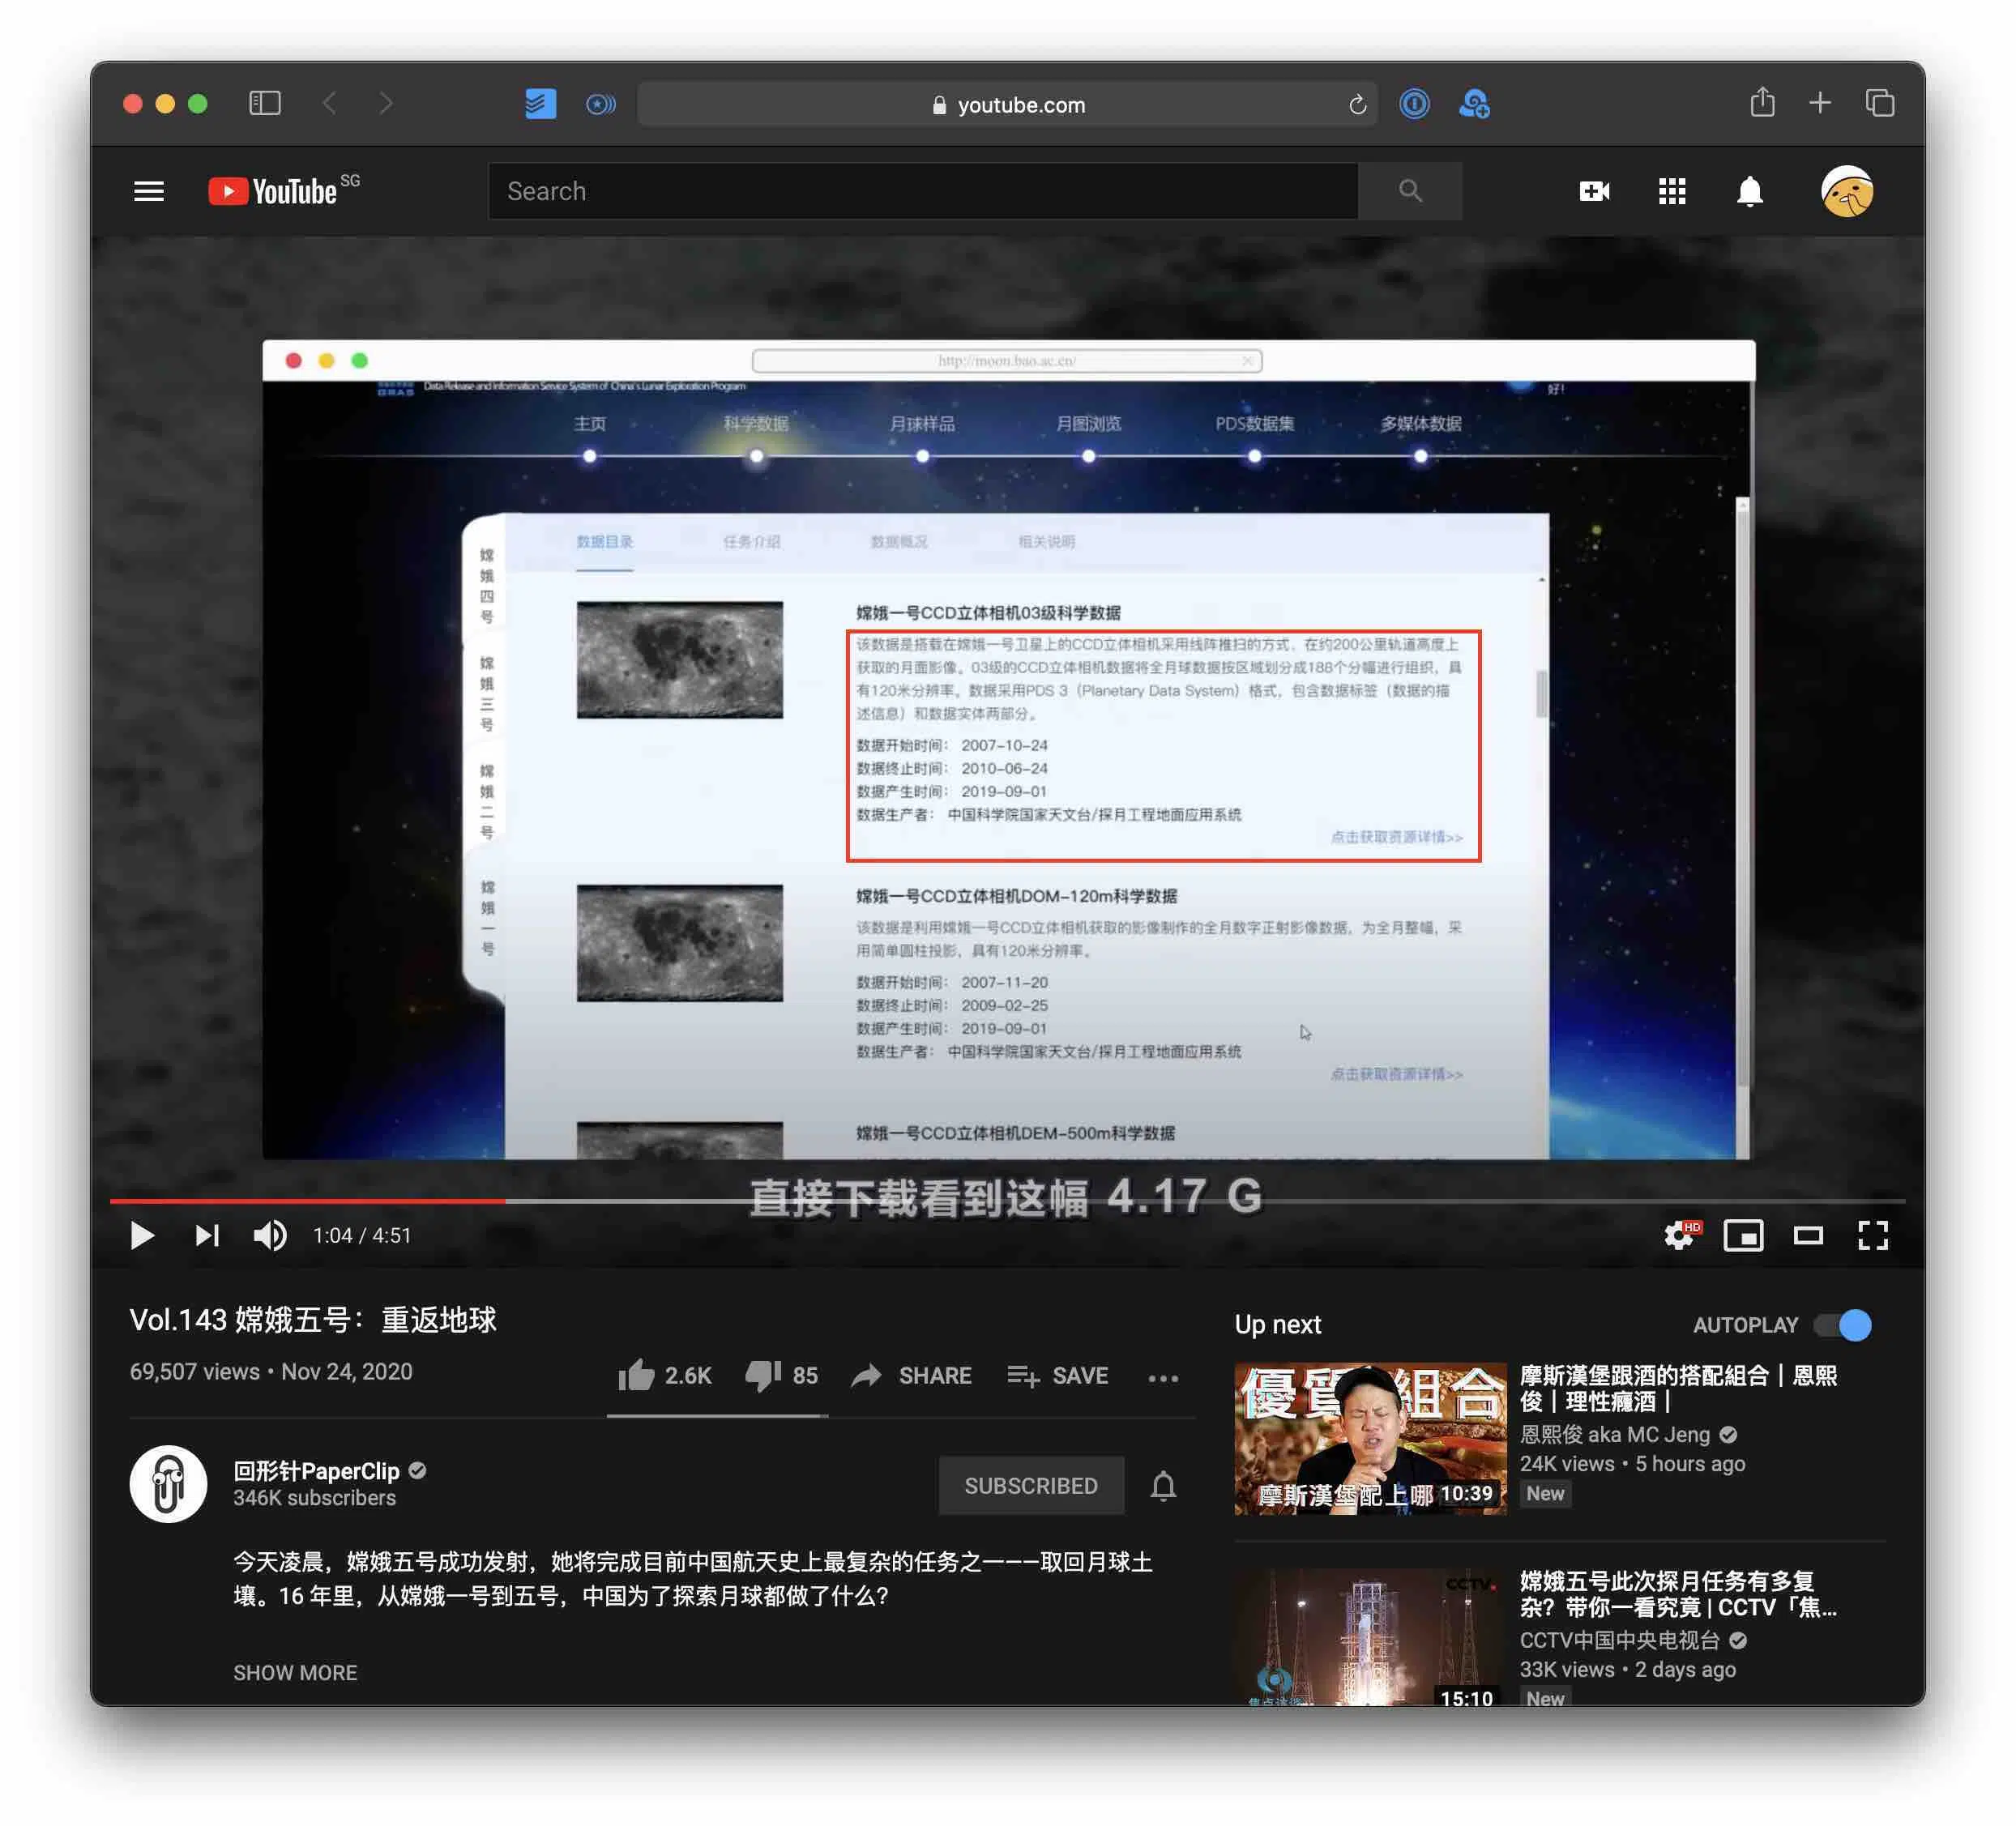 youtube.com
YouTube SG
Search
http://moon.bao.ac.cn/
GRAS
Data Release and Information Service System of China's Lunar Exploration Program
好!
主页
科学数据
月球样品
月图浏览
PDS数据集
多媒体数据
数据目录
任务介绍
数据概况
相关说明
嫦娥四号
嫦娥三号
嫦娥二号
嫦娥一号
嫦娥一号CCD立体相机03级科学数据
该数据是搭载在嫦娥一号卫星上的CCD立体相机采用线阵推扫的方式，在约200公里轨道高度上
获取的月面影像。03级的CCD立体相机数据将全月球数据按区域划分成188个分幅进行组织，具
有120米分辨率。数据采用PDS 3（Planetary Data System）格式，包含数据标签（数据的描
述信息）和数据实体两部分。
数据开始时间： 2007-10-24
数据终止时间： 2010-06-24
数据产生时间： 2019-09-01
数据生产者： 中国科学院国家天文台/探月工程地面应用系统
点击获取资源详情>>
嫦娥一号CCD立体相机DOM-120m科学数据
该数据是利用嫦娥一号CCD立体相机获取的影像制作的全月数字正射影像数据，为全月整幅，采
用简单圆柱投影，具有120米分辨率。
数据开始时间： 2007-11-20
数据终止时间： 2009-02-25
数据产生时间： 2019-09-01
数据生产者： 中国科学院国家天文台/探月工程地面应用系统
点击获取资源详情>>
嫦娥一号CCD立体相机DEM-500m科学数据
直接下载看到这幅 4.17 G
1:04 / 4:51
HD
Vol.143 嫦娥五号：重返地球
69,507 views • Nov 24, 2020
2.6K
85
SHARE
SAVE
回形针PaperClip
346K subscribers
SUBSCRIBED
今天凌晨，嫦娥五号成功发射，她将完成目前中国航天史上最复杂的任务之一——取回月球土
壤。16 年里，从嫦娥一号到五号，中国为了探索月球都做了什么？
SHOW MORE
Up next
AUTOPLAY
優質組合
摩斯漢堡配上哪
10:39
摩斯漢堡跟酒的搭配組合｜恩熙
俊｜理性癮酒｜
恩熙俊 aka MC Jeng
24K views • 5 hours ago
New
CCTV
焦点访谈
15:10
嫦娥五号此次探月任务有多复
杂？带你一看究竟 | CCTV「焦...
CCTV中国中央电视台
33K views • 2 days ago
New